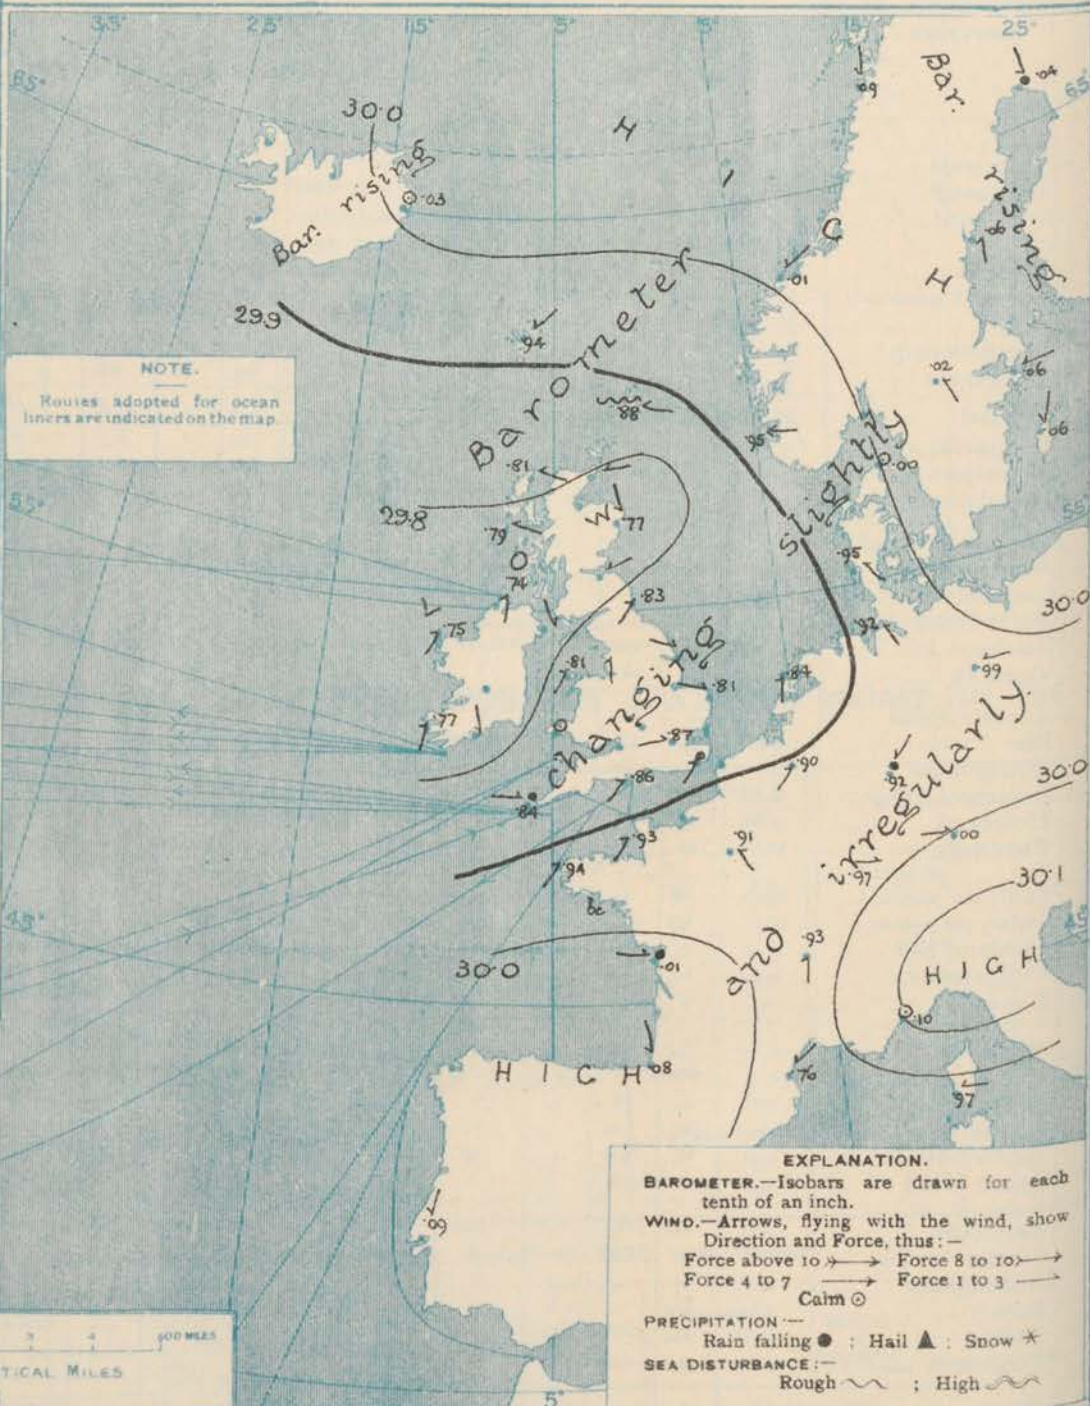 35° 25° 15° 5° 5° 15° 25°
65° 65°
30·0
H
Bar.
·04
·09
Bar. rising
·03
rising
I
G
·01
H
29.9
·94
NOTE.
Routes adopted for ocean
liners are indicated on the map.
·88
·02
·06
·06
·95
Barometer
·81
·00
29.8
W
·77
·79
O
55° 55°
slightly
·95
·74
·83
·75
30.0
·92
L
·81
·81
·84
·99
·77
O
·87
changing
·86
·90
·92
·84
30.0
·00
irregularly.
·93
·91
·94
·97
30·1
bc
45° 45°
·93
and
30·0
·01
HIGH
·10
HIGH
·08
·76
·97
·99
EXPLANATION.
BAROMETER.—Isobars are drawn for each
tenth of an inch.
WIND.—Arrows, flying with the wind, show
Direction and Force, thus:—
Force above 10 Force 8 to 10
Force 4 to 7 Force 1 to 3
Calm ⊙
PRECIPITATION:—
Rain falling ● ; Hail ▲ ; Snow *
SEA DISTURBANCE:—
Rough ; High
3 4 500 MILES
TICAL MILES
5°